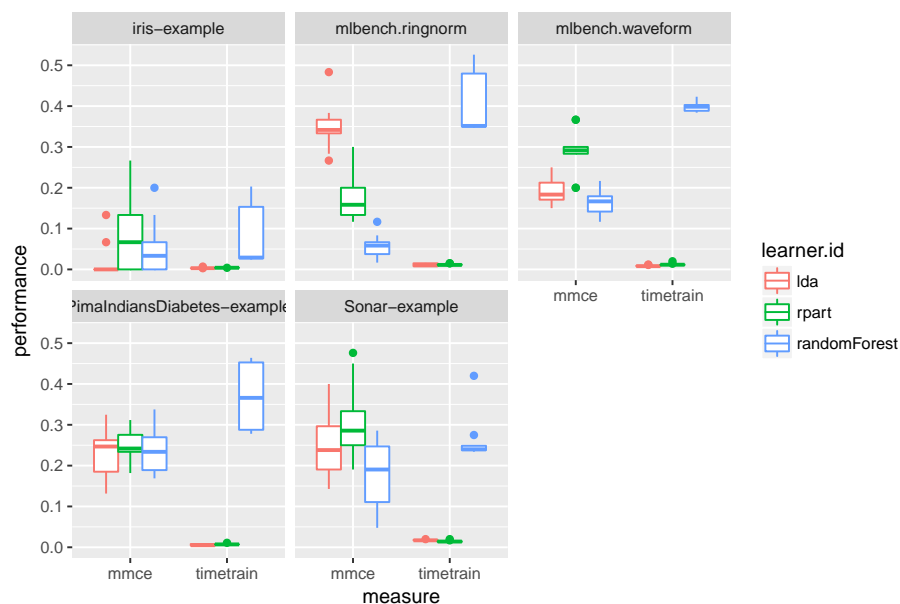 iris−example
mlbench.ringnorm
mlbench.waveform
0.5
0.4
0.3
0.2
0.1
0.0
mmce
timetrain
PimaIndiansDiabetes−example
Sonar−example
0.5
0.4
0.3
0.2
0.1
0.0
mmce
timetrain
mmce
timetrain
measure
performance
learner.id
lda
rpart
randomForest